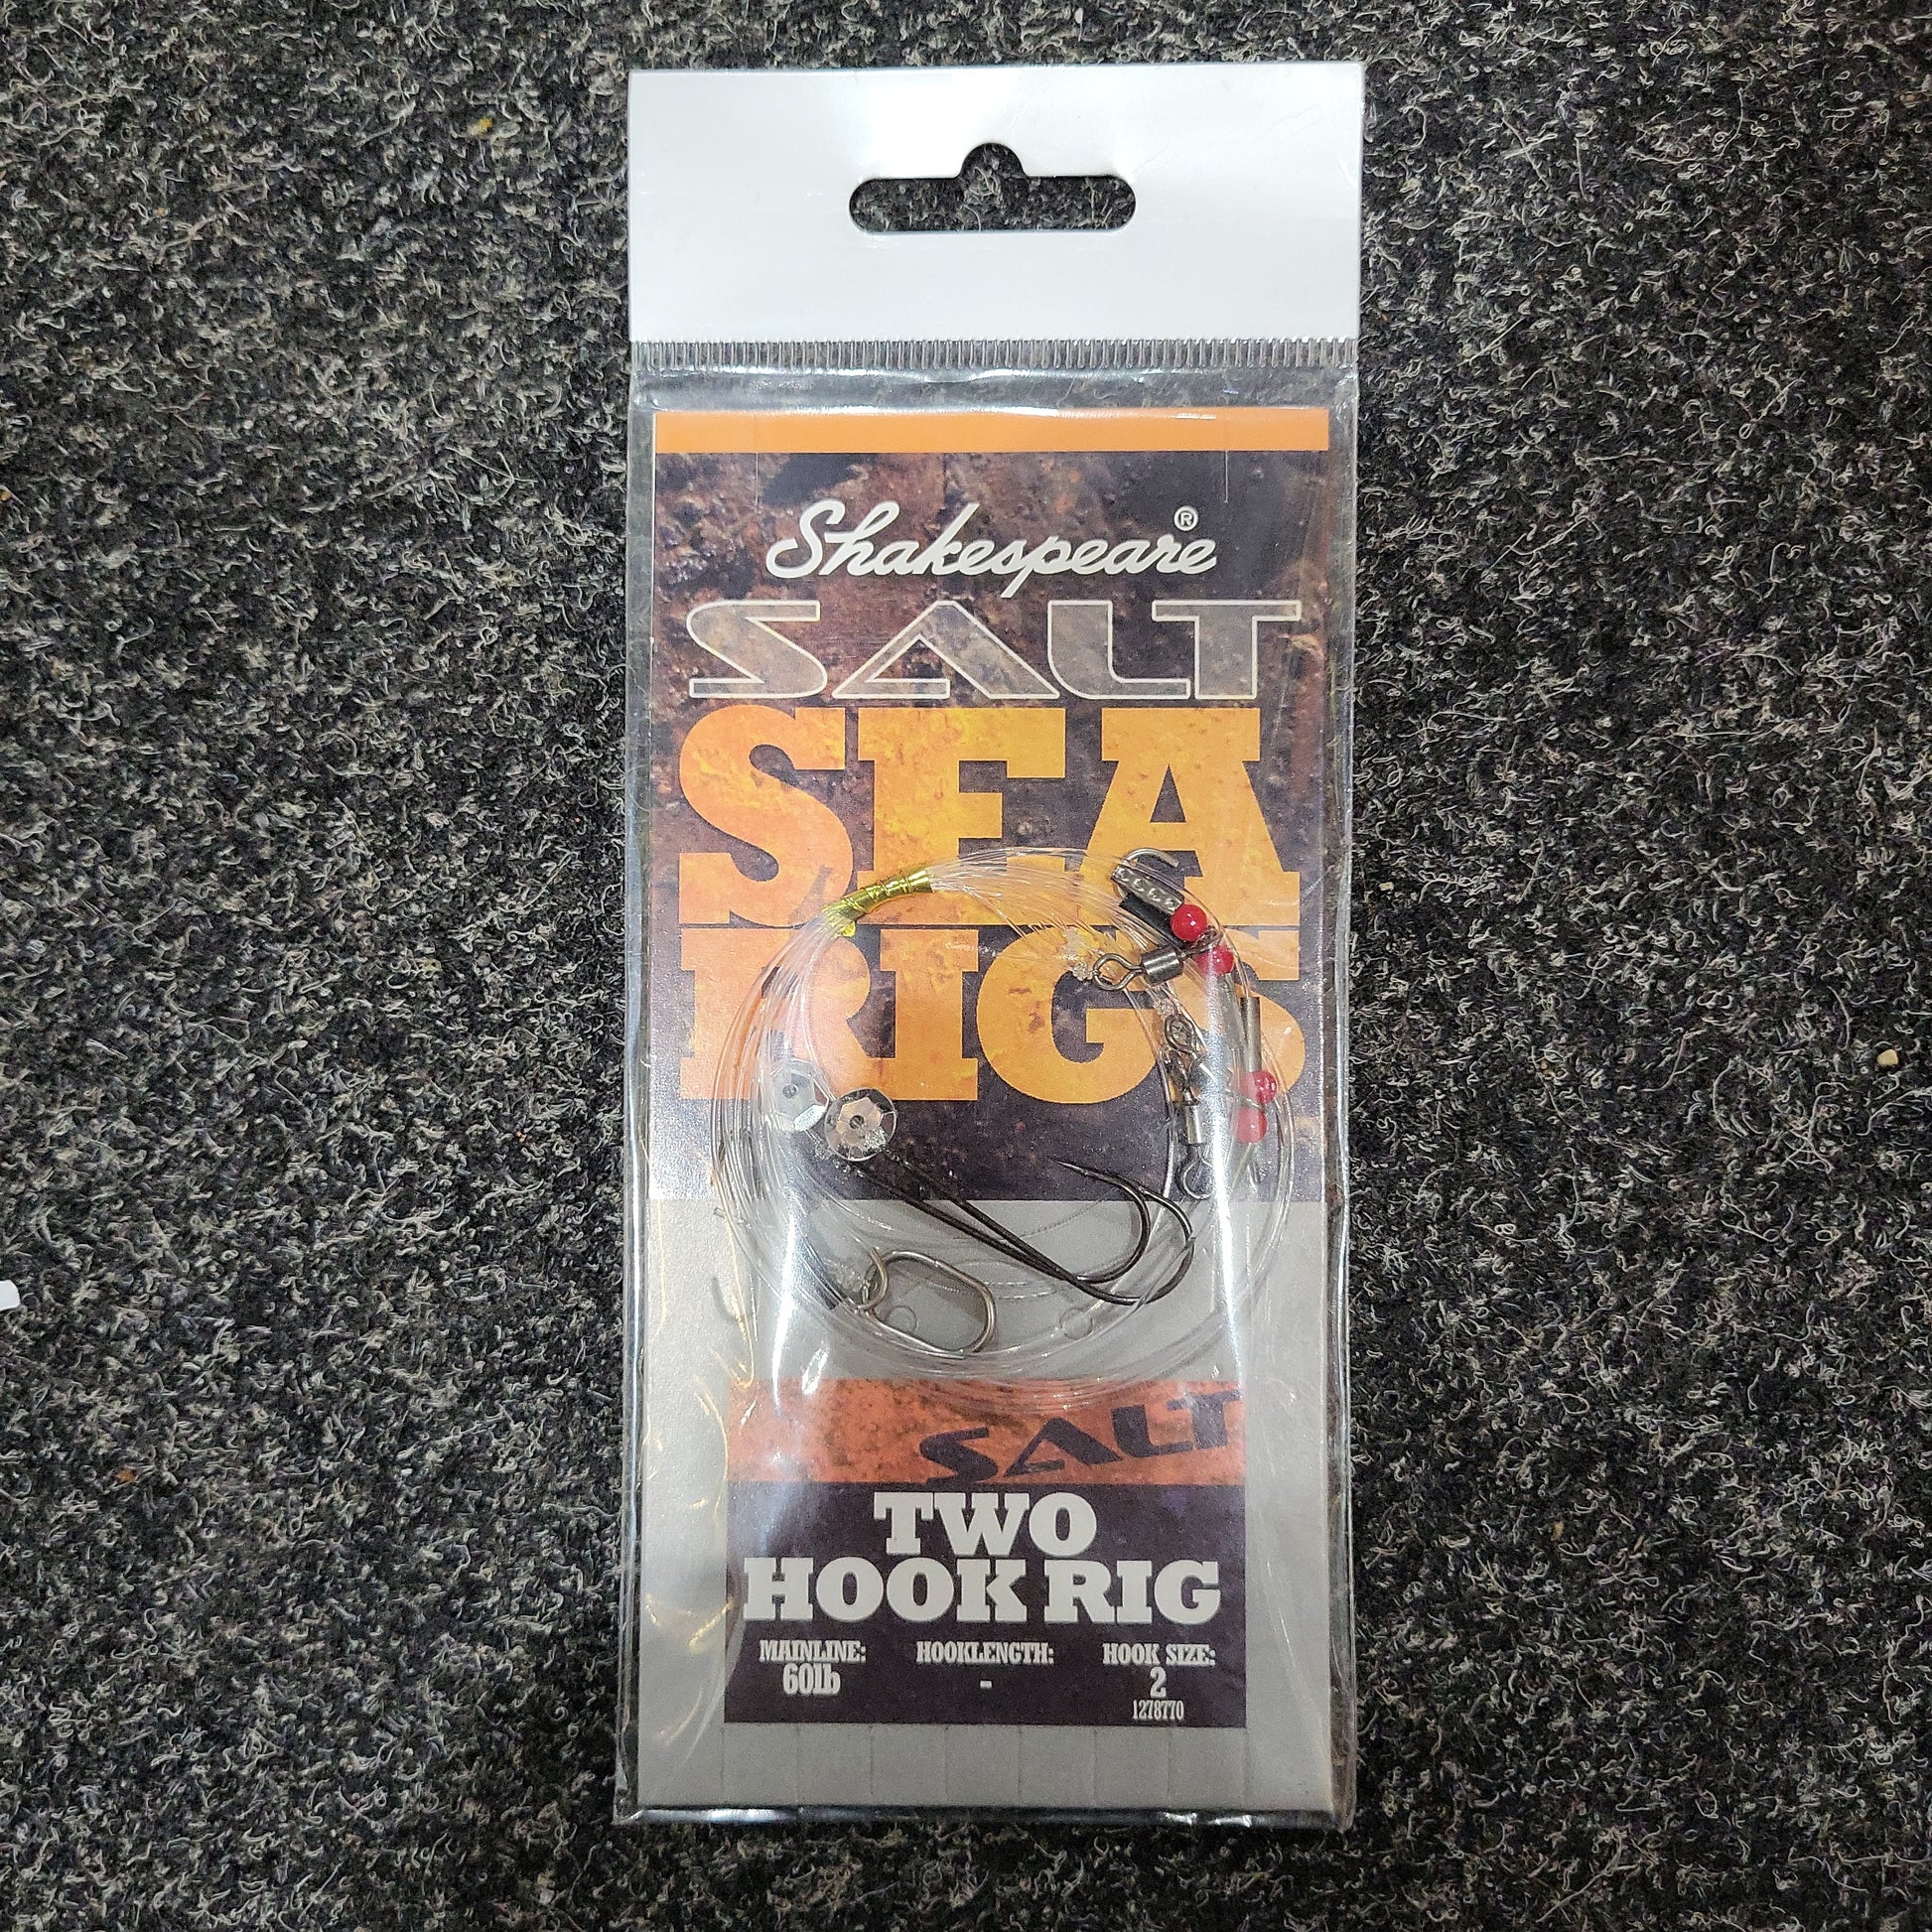 Shakespeare®
SALT
SEA
RIGS
SALT
TWO
HOOK RIG
MAINLINE: HOOKLENGTH: HOOK SIZE:
60lb - 2
1278770